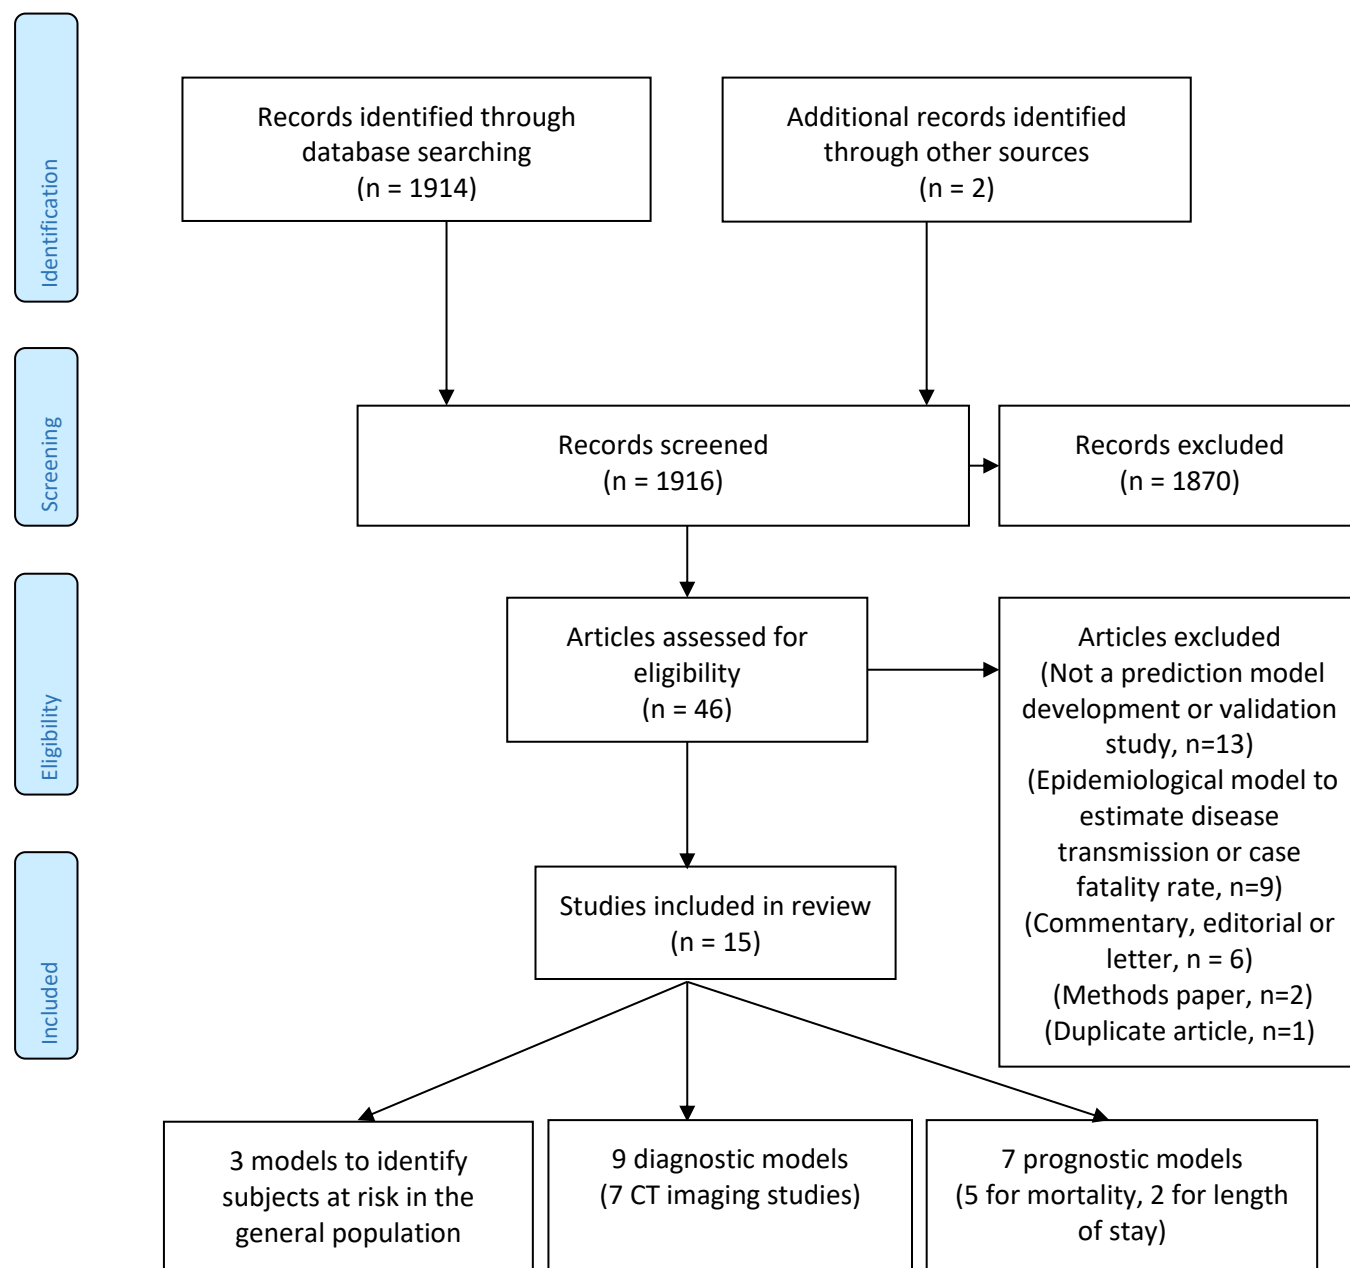 Identification
Records identified through
database searching
(n = 1914)
Additional records identified
through other sources
(n = 2)
Screening
Records screened
(n = 1916)
Records excluded
(n = 1870)
Eligibility
Articles assessed for
eligibility
(n = 46)
Articles excluded
(Not a prediction model
development or validation
study, n=13)
(Epidemiological model to
estimate disease
transmission or case
fatality rate, n=9)
(Commentary, editorial or
letter, n = 6)
(Methods paper, n=2)
(Duplicate article, n=1)
Included
Studies included in review
(n = 15)
3 models to identify
subjects at risk in the
general population
9 diagnostic models
(7 CT imaging studies)
7 prognostic models
(5 for mortality, 2 for length
of stay)